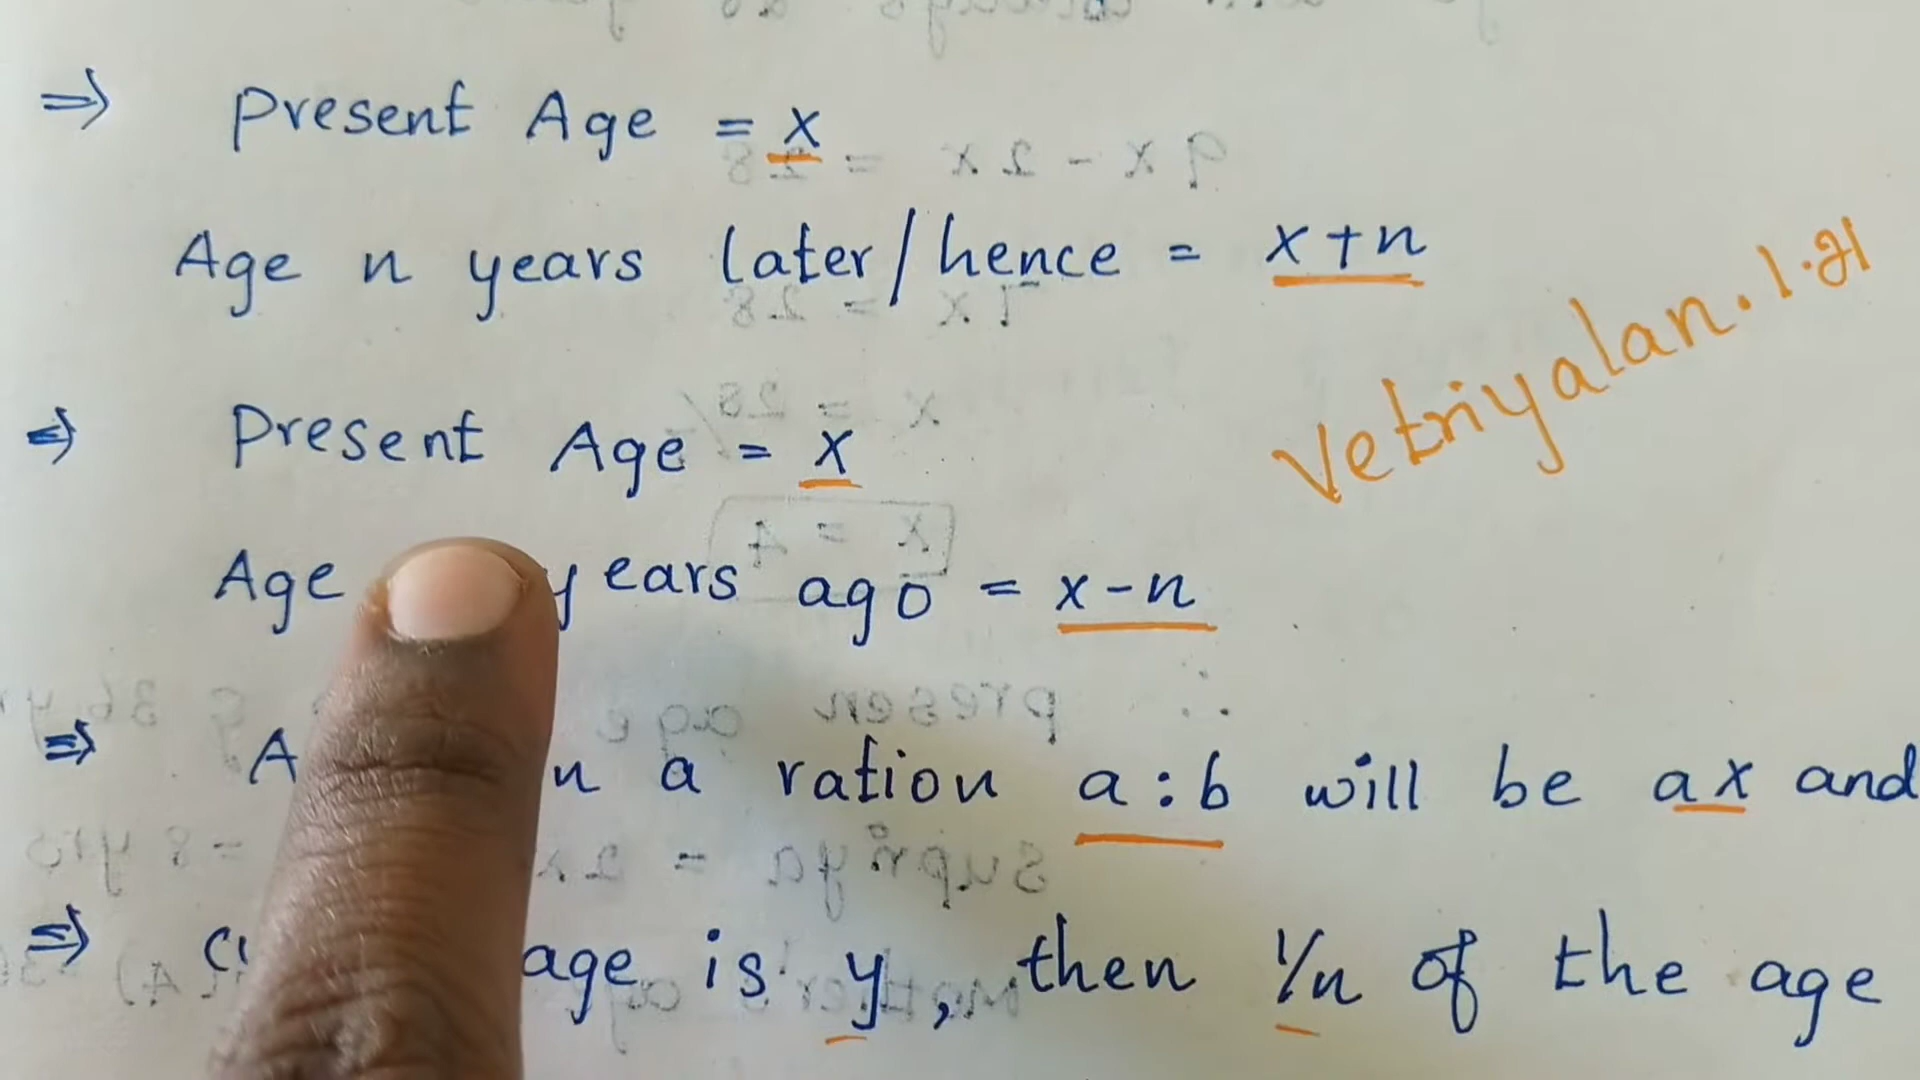 ⇒ Present Age = x
Age n years later/hence = x+n
Vetriyalan.
⇒ Present Age = x
Age years ago = x-n
⇒ a ration a:b will be ax and
⇒ age is y, then 1/n of the age